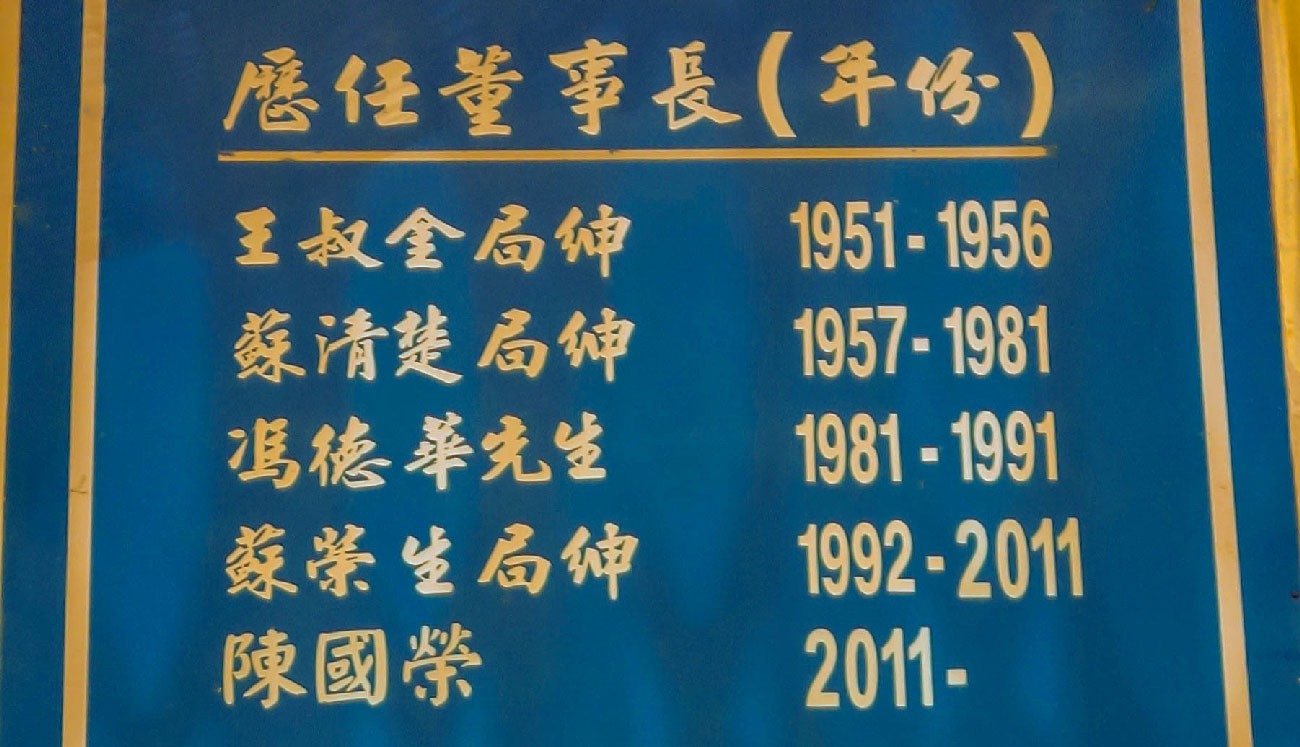 歷任董事長(年份)
王叔金局紳 1951-1956
蘇清楚局紳 1957-1981
馮德華先生 1981-1991
蘇榮生局紳 1992-2011
陳國榮 2011-